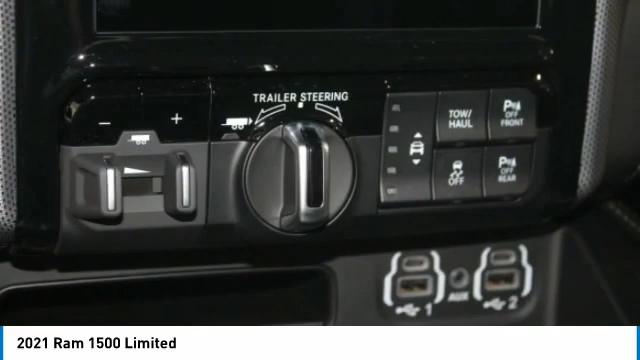 TRAILER STEERING
- +
TOW/
HAUL
OFF
FRONT
OFF
OFF
REAR
1 AUX 2
2021 Ram 1500 Limited